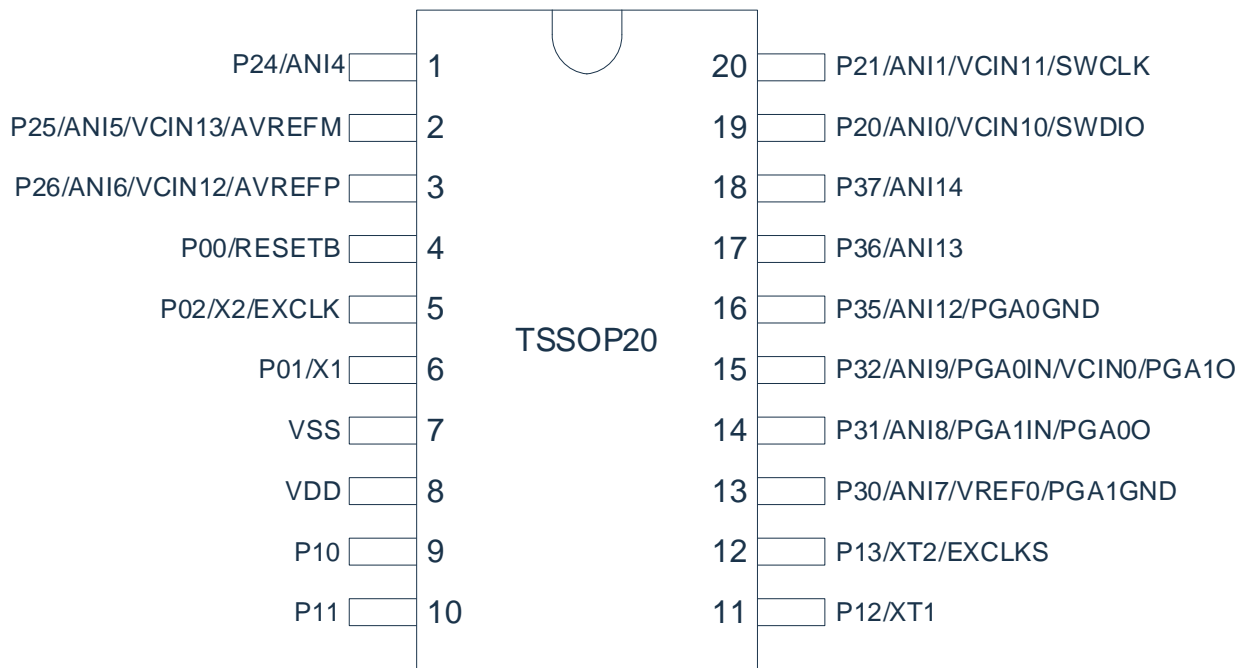 P24/ANI4 1 20 P21/ANI1/VCIN11/SWCLK
P25/ANI5/VCIN13/AVREFM 2 19 P20/ANI0/VCIN10/SWDIO
P26/ANI6/VCIN12/AVREFP 3 18 P37/ANI14
P00/RESETB 4 17 P36/ANI13
P02/X2/EXCLK 5 16 P35/ANI12/PGA0GND
TSSOP20
P01/X1 6 15 P32/ANI9/PGA0IN/VCIN0/PGA1O
VSS 7 14 P31/ANI8/PGA1IN/PGA0O
VDD 8 13 P30/ANI7/VREF0/PGA1GND
P10 9 12 P13/XT2/EXCLKS
P11 10 11 P12/XT1